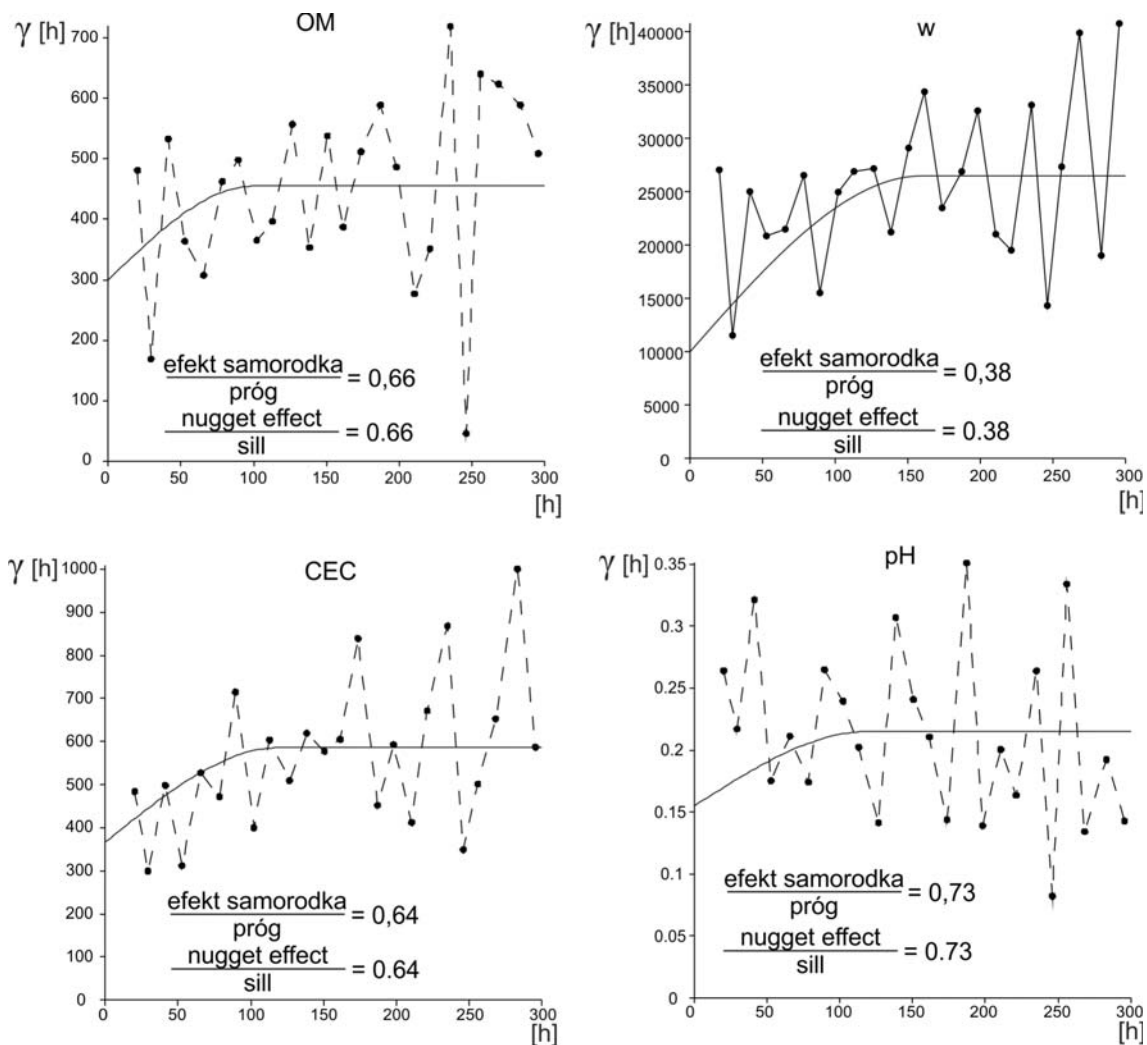 OM
γ [h]
700
600
500
400
300
200
100
0
efekt samorodka
próg
= 0,66
nugget effect
sill
= 0.66
0 50 100 150 200 250 300
[h]
w
γ [h]
40000
35000
30000
25000
20000
15000
10000
5000
0
efekt samorodka
próg
= 0,38
nugget effect
sill
= 0.38
0 50 100 150 200 250 300
[h]
CEC
γ [h]
1000
900
800
700
600
500
400
300
200
100
0
efekt samorodka
próg
= 0,64
nugget effect
sill
= 0.64
0 50 100 150 200 250 300
[h]
pH
γ [h]
0.35
0.3
0.25
0.2
0.15
0.1
0.05
0
efekt samorodka
próg
= 0,73
nugget effect
sill
= 0.73
0 50 100 150 200 250 300
[h]